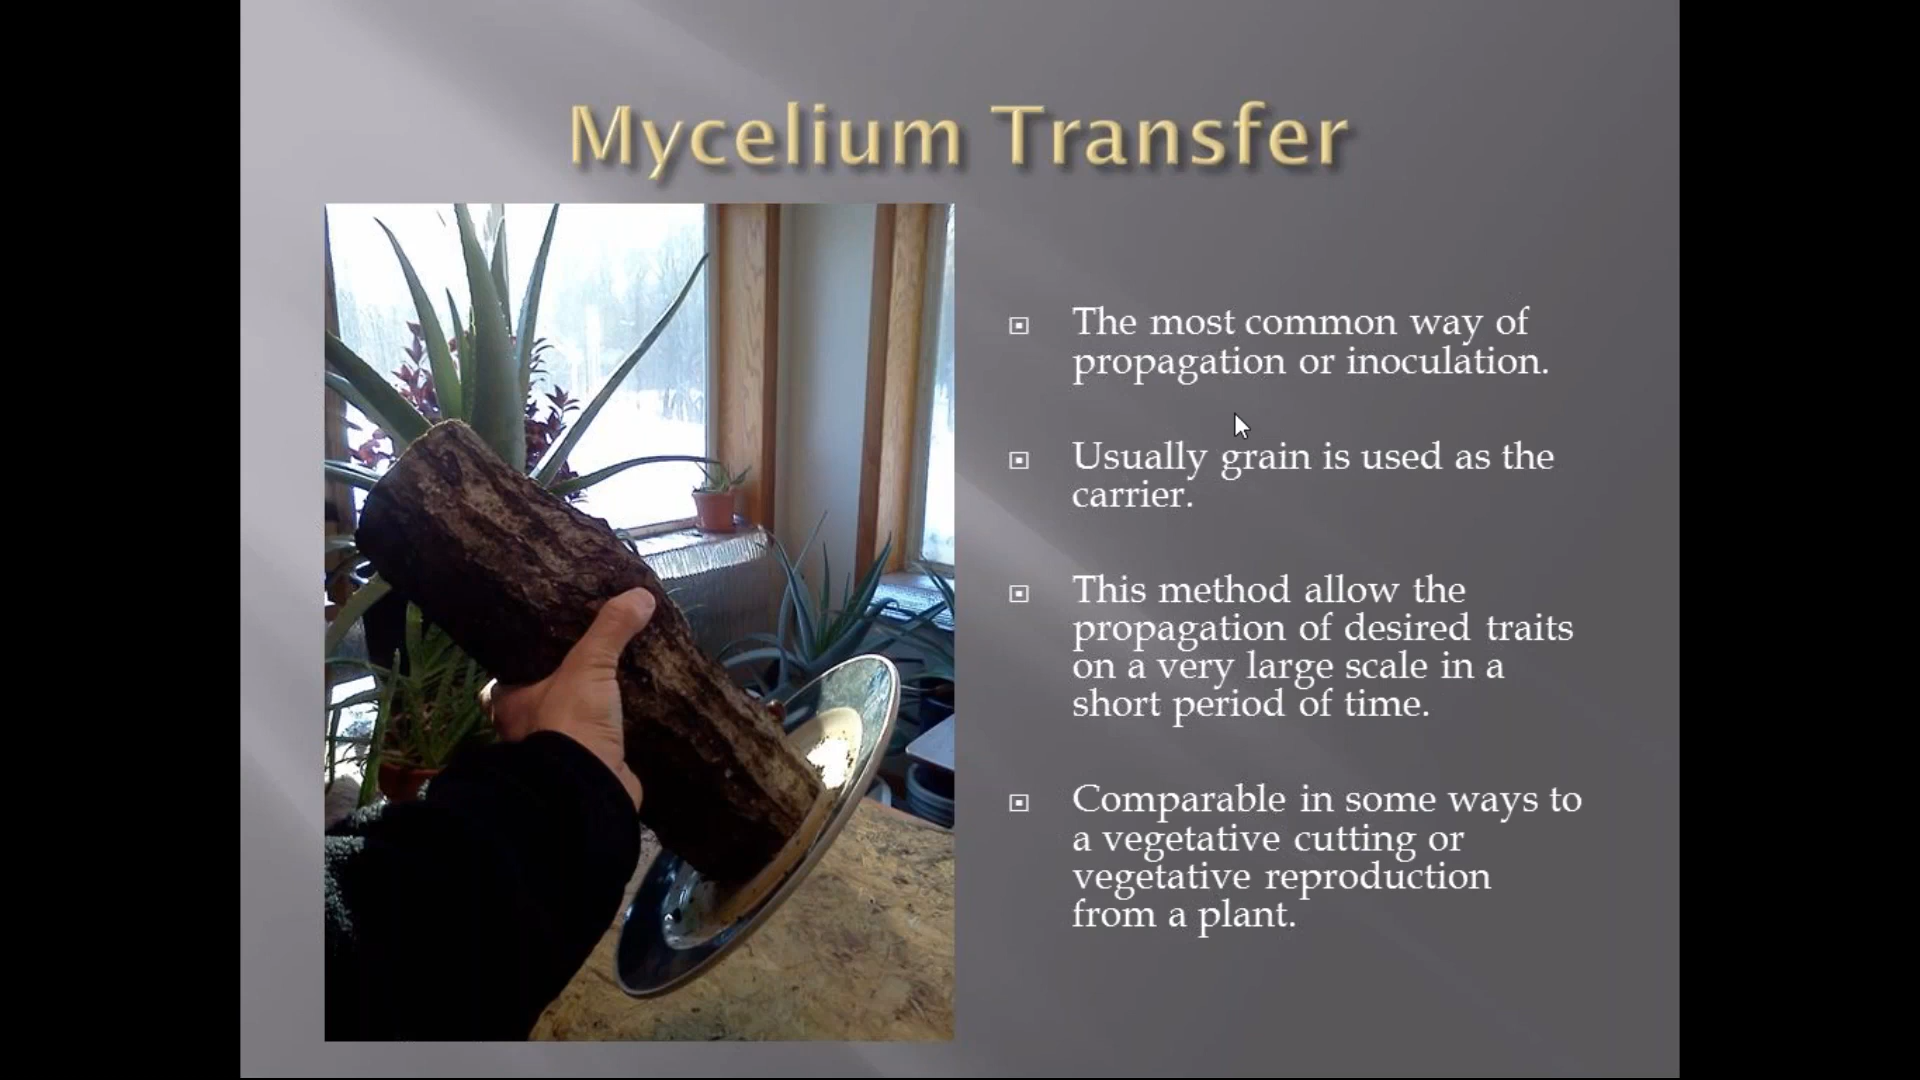 Mycelium Transfer
The most common way of
propagation or inoculation.
Usually grain is used as the
carrier.
This method allow the
propagation of desired traits
on a very large scale in a
short period of time.
Comparable in some ways to
a vegetative cutting or
vegetative reproduction
from a plant.